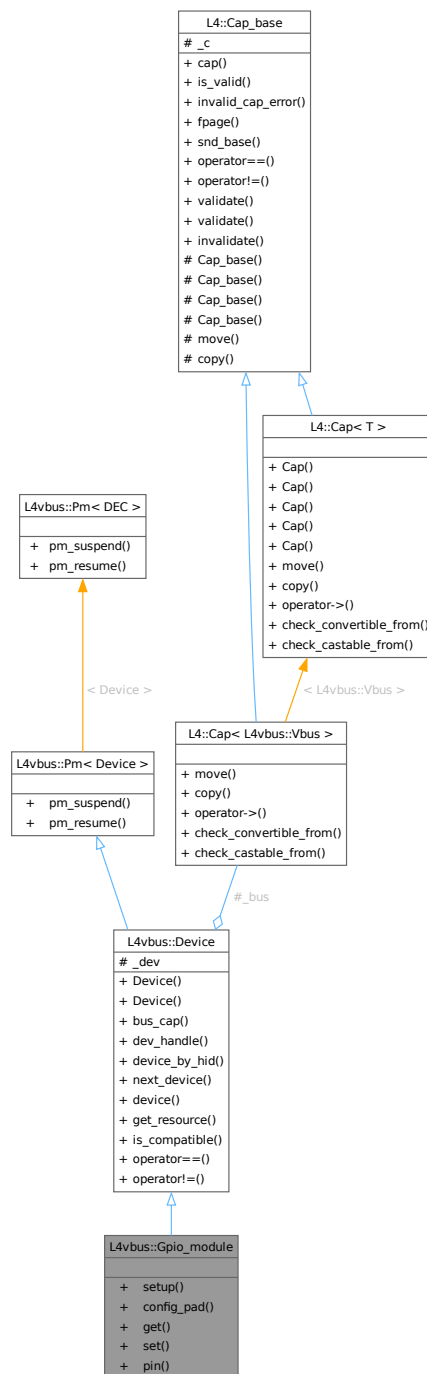 L4::Cap_base
# _c
+ cap()
+ is_valid()
+ invalid_cap_error()
+ fpage()
+ snd_base()
+ operator==()
+ operator!=()
+ validate()
+ validate()
+ invalidate()
# Cap_base()
# Cap_base()
# Cap_base()
# Cap_base()
# move()
# copy()
L4::Cap< T >
+ Cap()
+ Cap()
+ Cap()
+ Cap()
+ Cap()
+ move()
+ copy()
+ operator->()
+ check_convertible_from()
+ check_castable_from()
L4vbus::Pm< DEC >
+ pm_suspend()
+ pm_resume()
< Device >
< L4vbus::Vbus >
L4::Cap< L4vbus::Vbus >
+ move()
+ copy()
+ operator->()
+ check_convertible_from()
+ check_castable_from()
L4vbus::Pm< Device >
+ pm_suspend()
+ pm_resume()
#_bus
L4vbus::Device
# _dev
+ Device()
+ Device()
+ bus_cap()
+ dev_handle()
+ device_by_hid()
+ next_device()
+ device()
+ get_resource()
+ is_compatible()
+ operator==()
+ operator!=()
L4vbus::Gpio_module
+ setup()
+ config_pad()
+ get()
+ set()
+ pin()